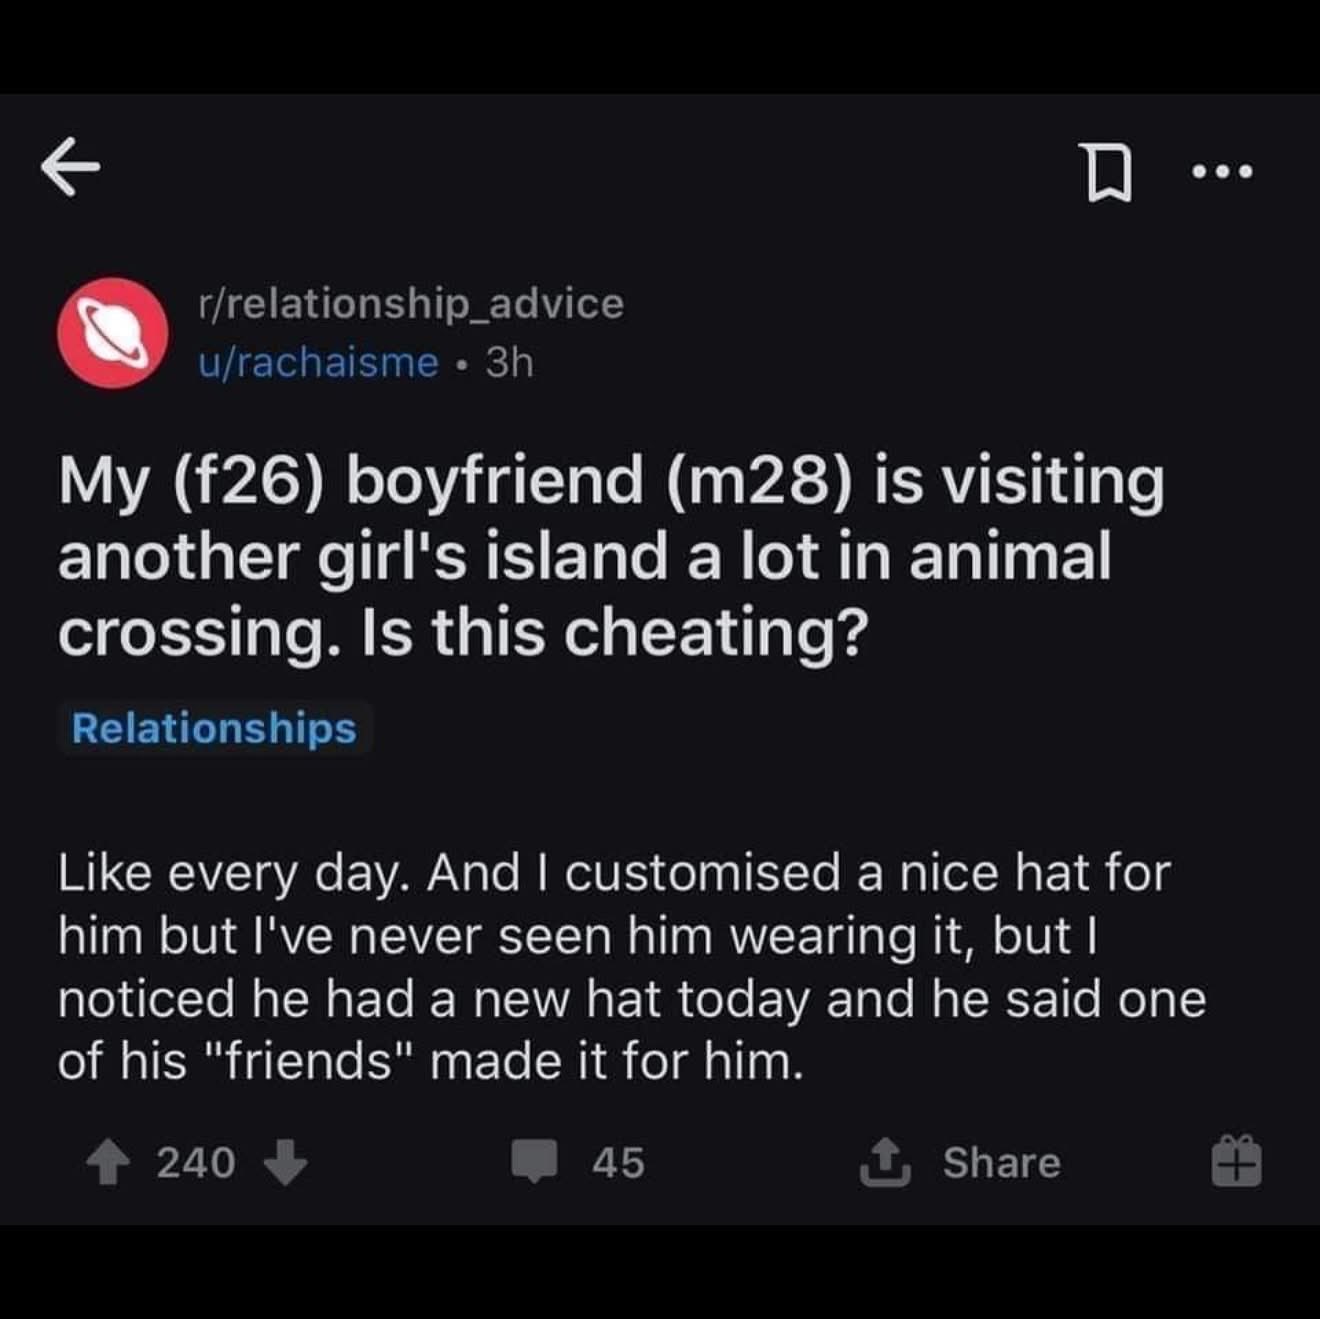 r/relationship_advice
u/rachaisme • 3h
My (f26) boyfriend (m28) is visiting
another girl's island a lot in animal
crossing. Is this cheating?
Relationships
Like every day. And I customised a nice hat for
him but I've never seen him wearing it, but I
noticed he had a new hat today and he said one
of his "friends" made it for him.
240 45 Share